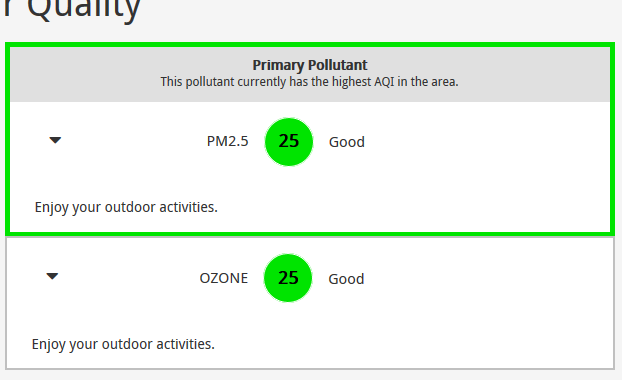 r Quality
Primary Pollutant
This pollutant currently has the highest AQI in the area.
PM2.5 25 Good
Enjoy your outdoor activities.
OZONE 25 Good
Enjoy your outdoor activities.